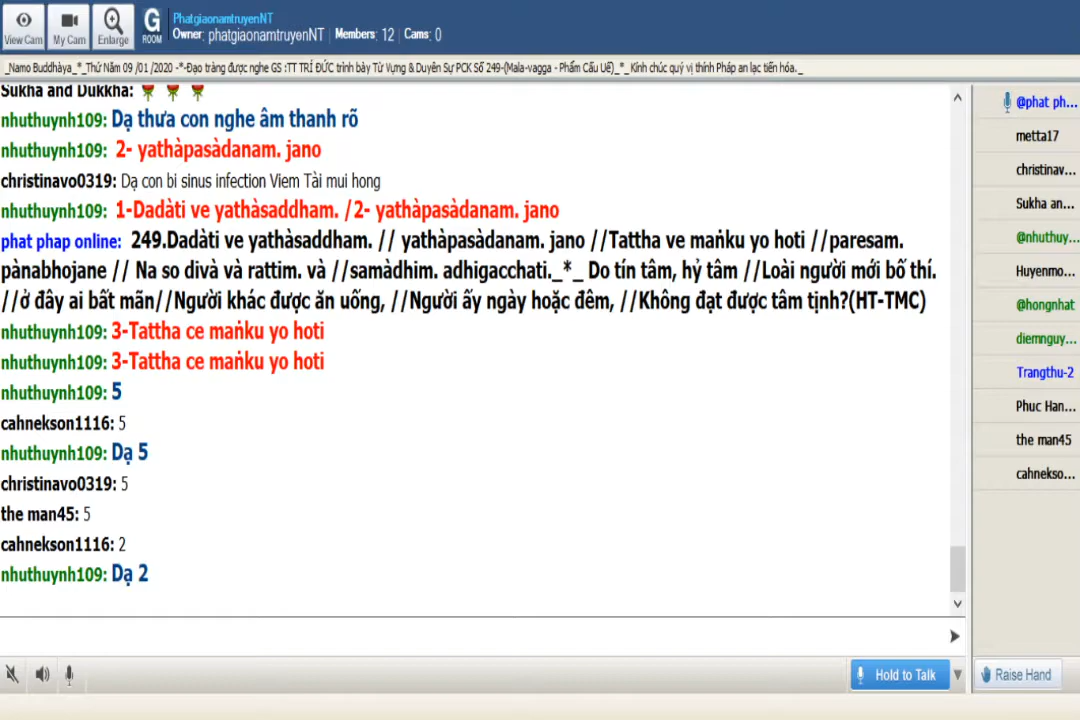 View Cam
My Cam
Enlarge
G
ROOM
PhatgiaonamtruyenNT
Owner: phatgiaonamtruyenNT | Members: 12 | Cams: 0
_Namo Buddhàya_*_Thứ Năm 09 /01 /2020 -*-Đạo tràng được nghe GS :TT TRÍ ĐỨC trình bày Từ Vựng & Duyên Sự PCK Số 249-(Mala-vagga - Phẩm Cấu Uế)_*_ Kính chúc quý vị thính Pháp an lạc tiến hóa._
Sukha and Dukkha:
nhuthuynh109: Dạ thưa con nghe âm thanh rõ
nhuthuynh109: 2- yathàpasàdanam. jano
christinavo0319: Dạ con bi sinus infection Viem Tài mui hong
nhuthuynh109: 1-Dadàti ve yathàsaddham. /2- yathàpasàdanam. jano
phat phap online: 249.Dadàti ve yathàsaddham. // yathàpasàdanam. jano //Tattha ve maṅku yo hoti //paresam.
pànabhojane // Na so divà và rattim. và //samàdhim. adhigacchati._*_ Do tín tâm, hỷ tâm //Loài người mới bố thí.
//ở đây ai bất mãn//Người khác được ăn uống, //Người ấy ngày hoặc đêm, //Không đạt được tâm tịnh?(HT-TMC)
nhuthuynh109: 3-Tattha ce maṅku yo hoti
nhuthuynh109: 3-Tattha ce maṅku yo hoti
nhuthuynh109: 5
cahnekson1116: 5
nhuthuynh109: Dạ 5
christinavo0319: 5
the man45: 5
cahnekson1116: 2
nhuthuynh109: Dạ 2
@phat ph...
metta17
christinav...
Sukha an...
@nhuthuy...
Huyenmo...
@hongnhat
diemnguy...
Trangthu-2
Phuc Han...
the man45
cahnekso...
Hold to Talk
Raise Hand